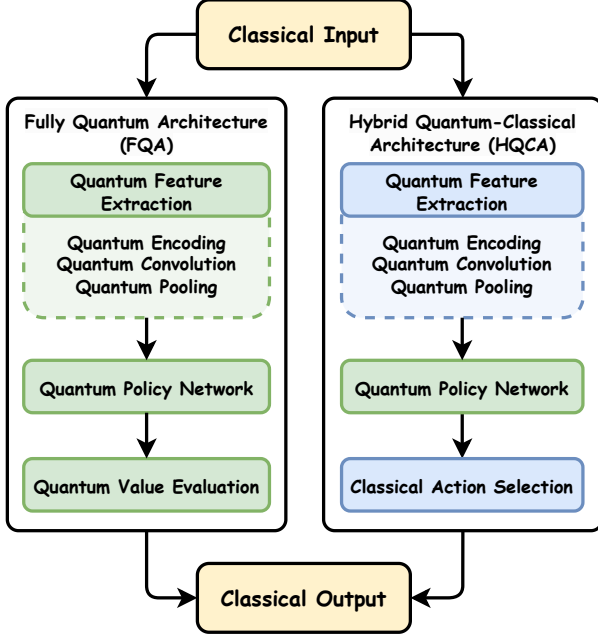 Classical Input
Fully Quantum Architecture
(FQA)
Quantum Feature
Extraction
Quantum Encoding
Quantum Convolution
Quantum Pooling
Quantum Policy Network
Quantum Value Evaluation
Hybrid Quantum-Classical
Architecture (HQCA)
Quantum Feature
Extraction
Quantum Encoding
Quantum Convolution
Quantum Pooling
Quantum Policy Network
Classical Action Selection
Classical Output